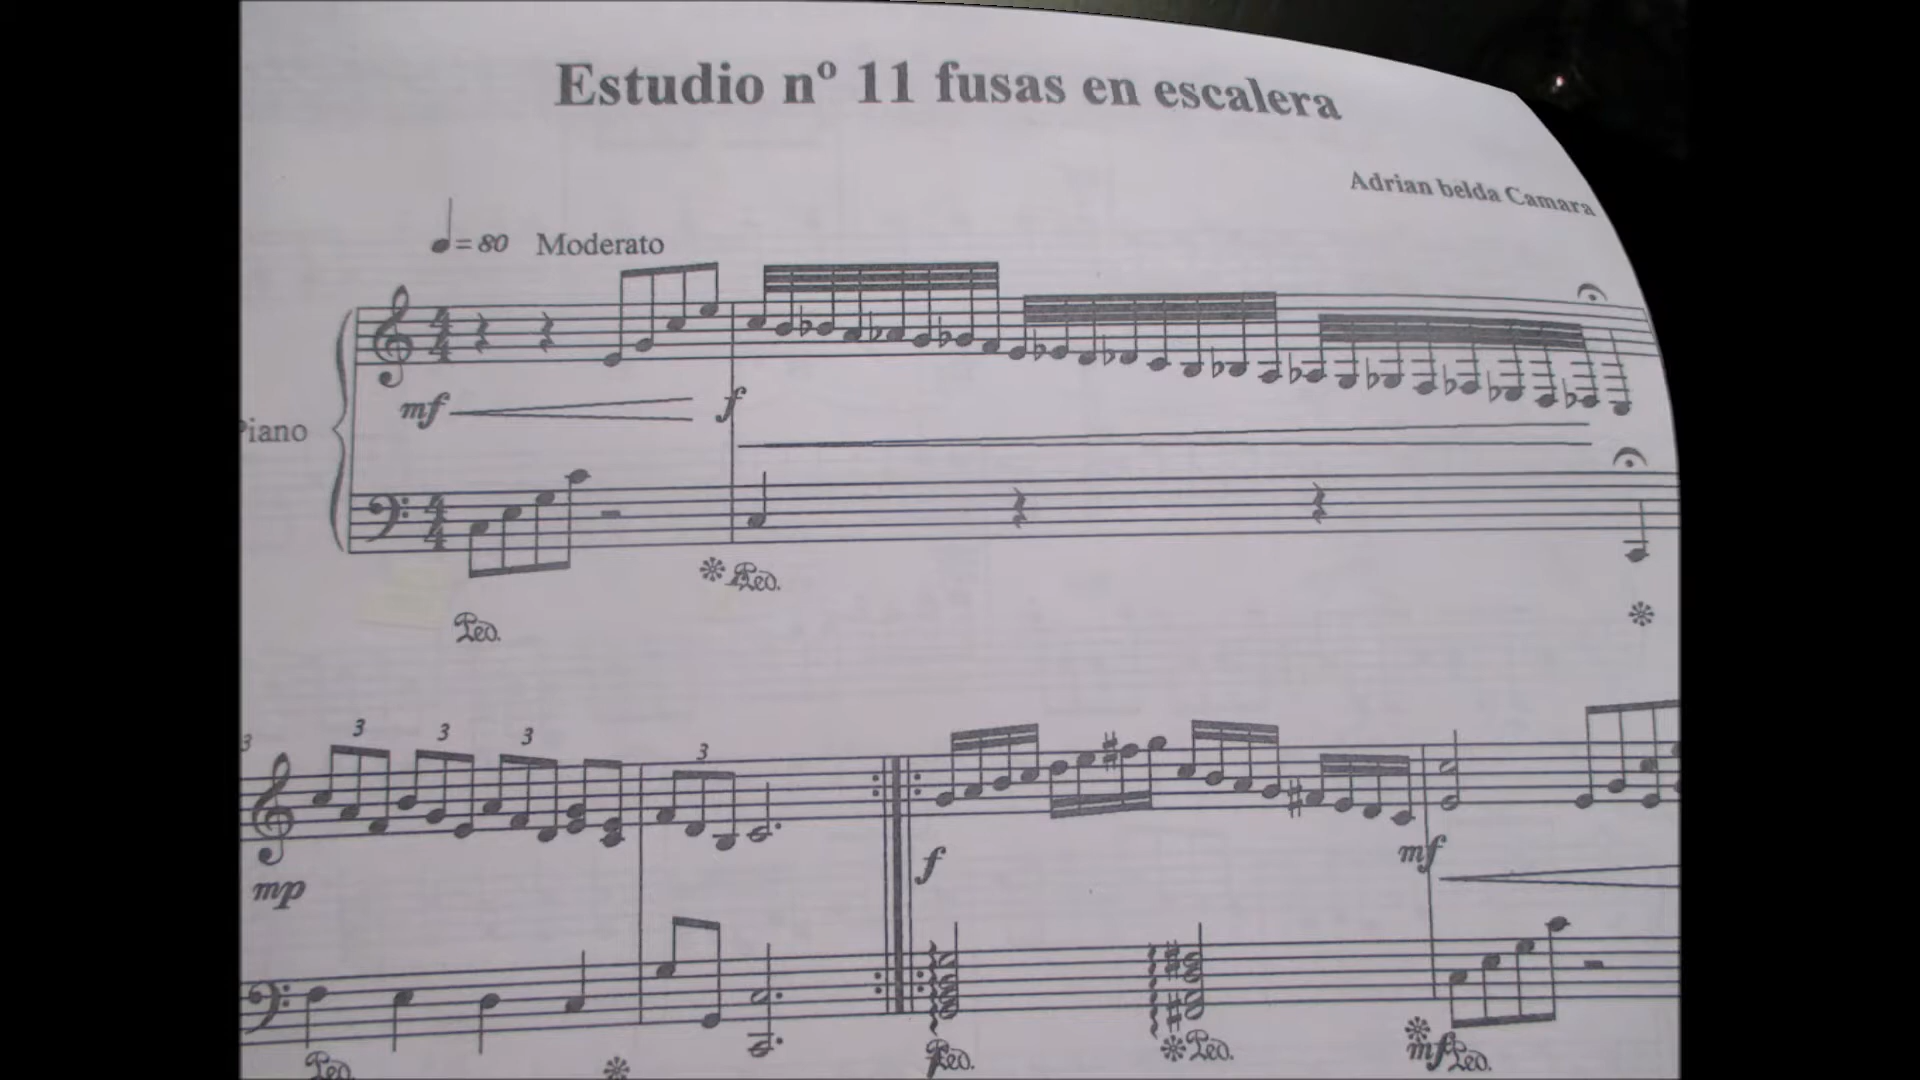 Estudio nº 11 fusas en escalera
Adrian belda Camara
= 80 Moderato
mf f
Piano
Ped. Ped.
3
3 3 3 3
mp f mf
mf
Ped. Ped. Ped. Ped.